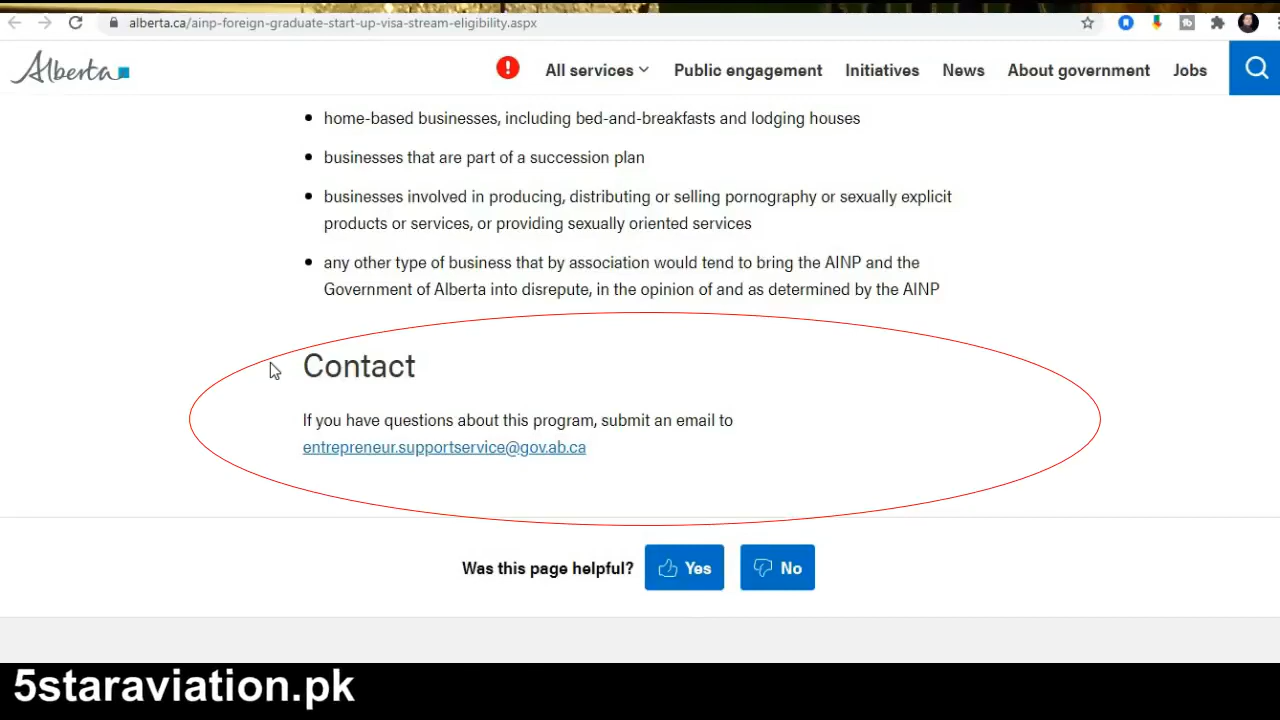 alberta.ca/ainp-foreign-graduate-start-up-visa-stream-eligibility.aspx
Alberta
All services
Public engagement
Initiatives
News
About government
Jobs
home-based businesses, including bed-and-breakfasts and lodging houses
businesses that are part of a succession plan
businesses involved in producing, distributing or selling pornography or sexually explicit
products or services, or providing sexually oriented services
any other type of business that by association would tend to bring the AINP and the
Government of Alberta into disrepute, in the opinion of and as determined by the AINP
Contact
If you have questions about this program, submit an email to
entrepreneur.supportservice@gov.ab.ca
Was this page helpful?
Yes
No
5staraviation.pk